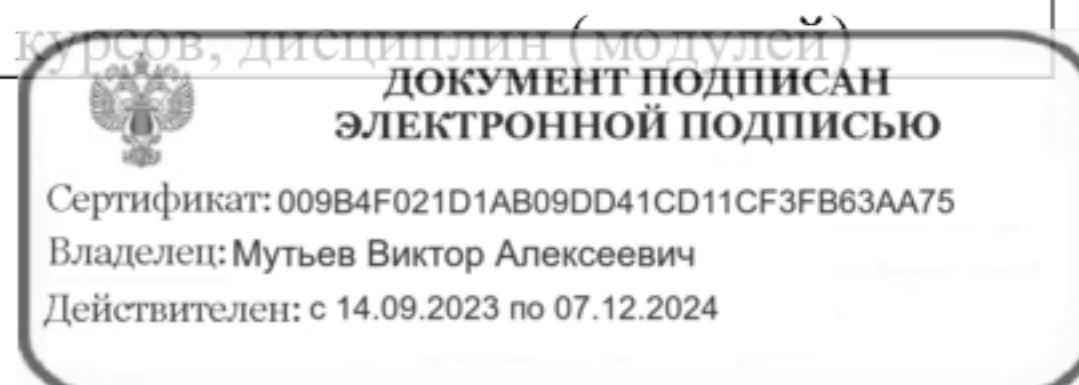 курсов, дисциплин (модулей)
ДОКУМЕНТ ПОДПИСАН
ЭЛЕКТРОННОЙ ПОДПИСЬЮ
Сертификат: 009B4F021D1AB09DD41CD11CF3FB63AA75
Владелец: Мутьев Виктор Алексеевич
Действителен: с 14.09.2023 по 07.12.2024